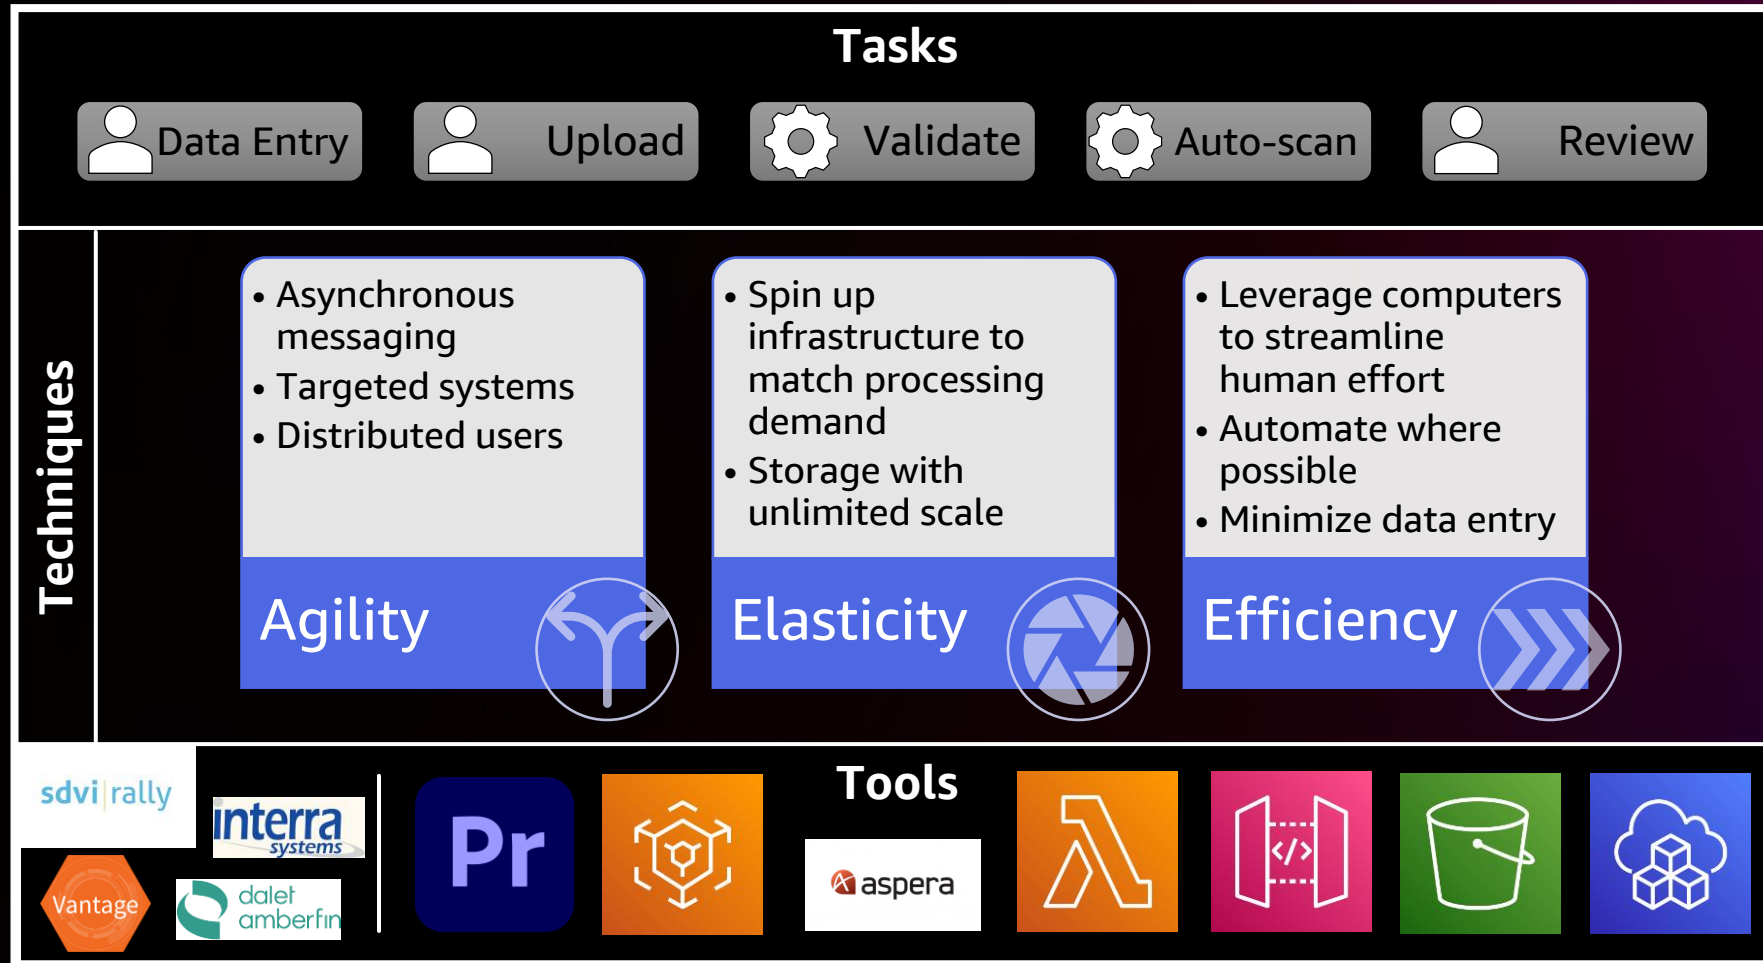 Tasks
Data Entry
Upload
Validate
Auto-scan
Review
Techniques
• Asynchronous
messaging
• Targeted systems
• Distributed users
Agility
• Spin up
infrastructure to
match processing
demand
• Storage with
unlimited scale
Elasticity
• Leverage computers
to streamline
human effort
• Automate where
possible
• Minimize data entry
Efficiency
Tools
sdvi|rally
interra
systems
Vantage
dalet
amberfin
Pr
aspera
</>